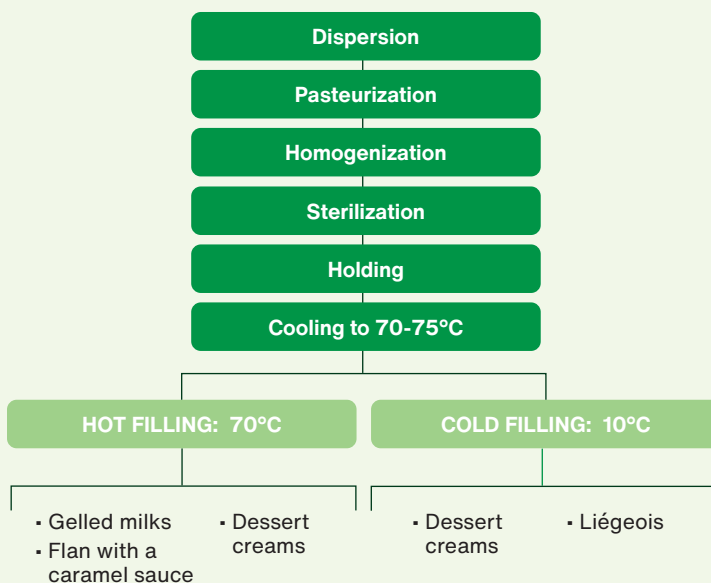 Dispersion
Pasteurization
Homogenization
Sterilization
Holding
Cooling to 70-75°C
HOT FILLING: 70°C
COLD FILLING: 10°C
▪ Gelled milks
▪ Flan with a
caramel sauce
▪ Dessert
creams
▪ Dessert
creams
▪ Liégeois